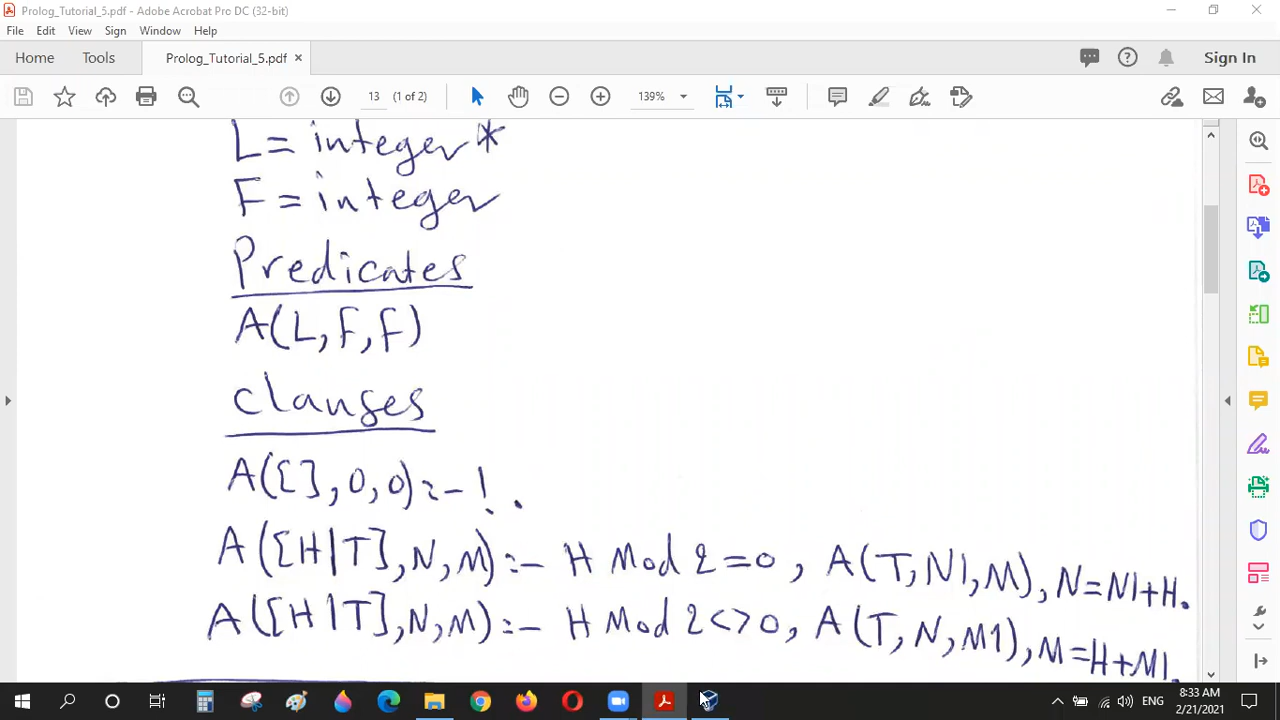 Prolog_Tutorial_5.pdf - Adobe Acrobat Pro DC (32-bit)
File Edit View Sign Window Help
Home Tools Prolog_Tutorial_5.pdf × Sign In
13 (1 of 2) 139%
L = integer *
F = integer
Predicates
A(L,F,F)
clauses
A([],0,0):-!.
A([H|T],N,M):- H Mod 2=0, A(T,N1,M), N=N1+H.
A([H|T],N,M):- H Mod 2<>0, A(T,N,M1), M=H+M1.
ENG
8:33 AM
2/21/2021